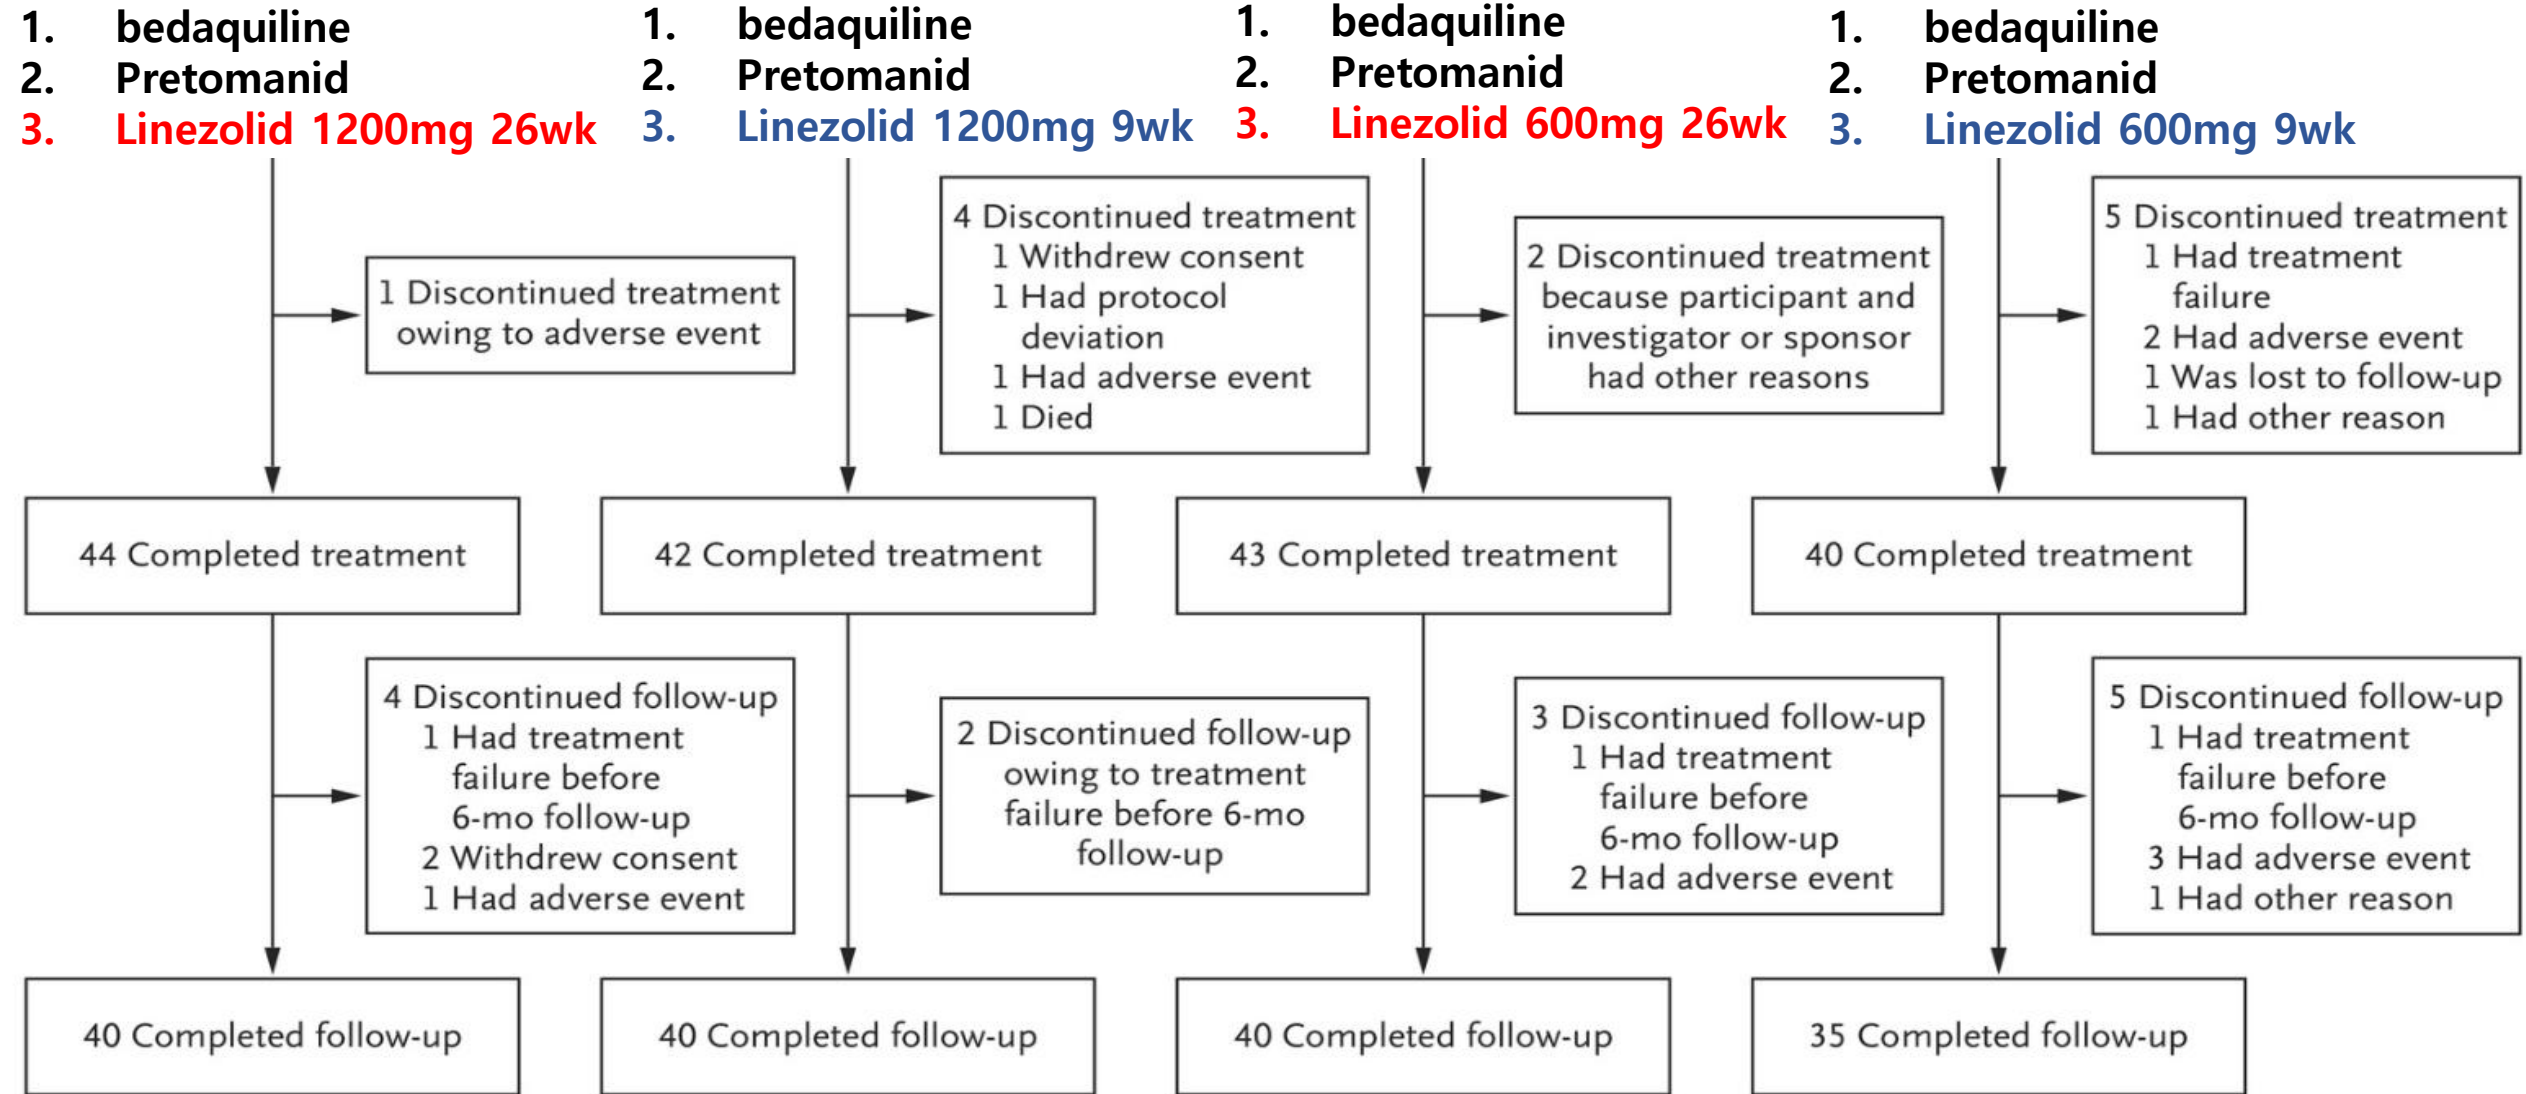 1. bedaquiline
2. Pretomanid
3. Linezolid 1200mg 26wk
1. bedaquiline
2. Pretomanid
3. Linezolid 1200mg 9wk
1. bedaquiline
2. Pretomanid
3. Linezolid 600mg 26wk
1. bedaquiline
2. Pretomanid
3. Linezolid 600mg 9wk
1 Discontinued treatment
owing to adverse event
4 Discontinued treatment
1 Withdrew consent
1 Had protocol
deviation
1 Had adverse event
1 Died
2 Discontinued treatment
because participant and
investigator or sponsor
had other reasons
5 Discontinued treatment
1 Had treatment
failure
2 Had adverse event
1 Was lost to follow-up
1 Had other reason
44 Completed treatment
42 Completed treatment
43 Completed treatment
40 Completed treatment
4 Discontinued follow-up
1 Had treatment
failure before
6-mo follow-up
2 Withdrew consent
1 Had adverse event
2 Discontinued follow-up
owing to treatment
failure before 6-mo
follow-up
3 Discontinued follow-up
1 Had treatment
failure before
6-mo follow-up
2 Had adverse event
5 Discontinued follow-up
1 Had treatment
failure before
6-mo follow-up
3 Had adverse event
1 Had other reason
40 Completed follow-up
40 Completed follow-up
40 Completed follow-up
35 Completed follow-up